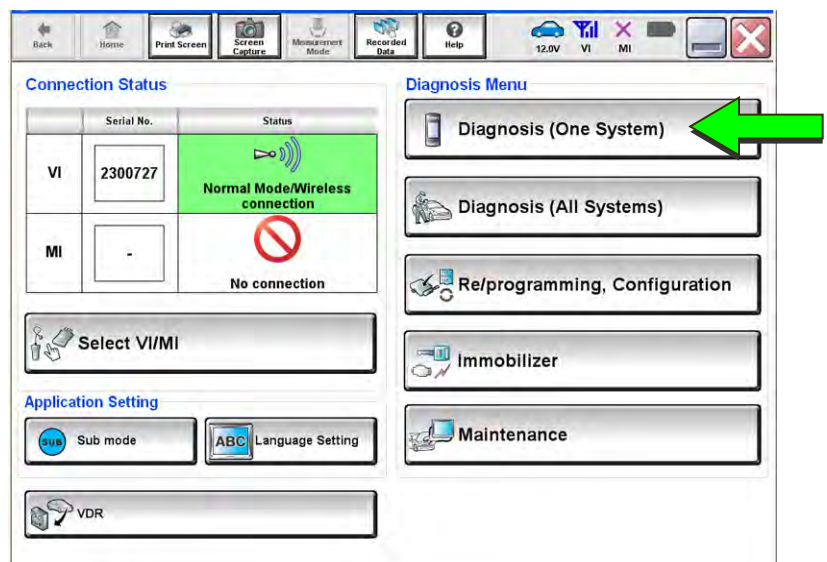 Back
Home
Print Screen
Screen
Capture
Measurement
Mode
Recorded
Data
Help
12.0V
VI
MI
Connection Status
Serial No.
Status
VI
2300727
Normal Mode/Wireless
connection
MI
-
No connection
Select VI/MI
Application Setting
SUB
Sub mode
ABC
Language Setting
VDR
Diagnosis Menu
Diagnosis (One System)
Diagnosis (All Systems)
Re/programming, Configuration
Immobilizer
Maintenance